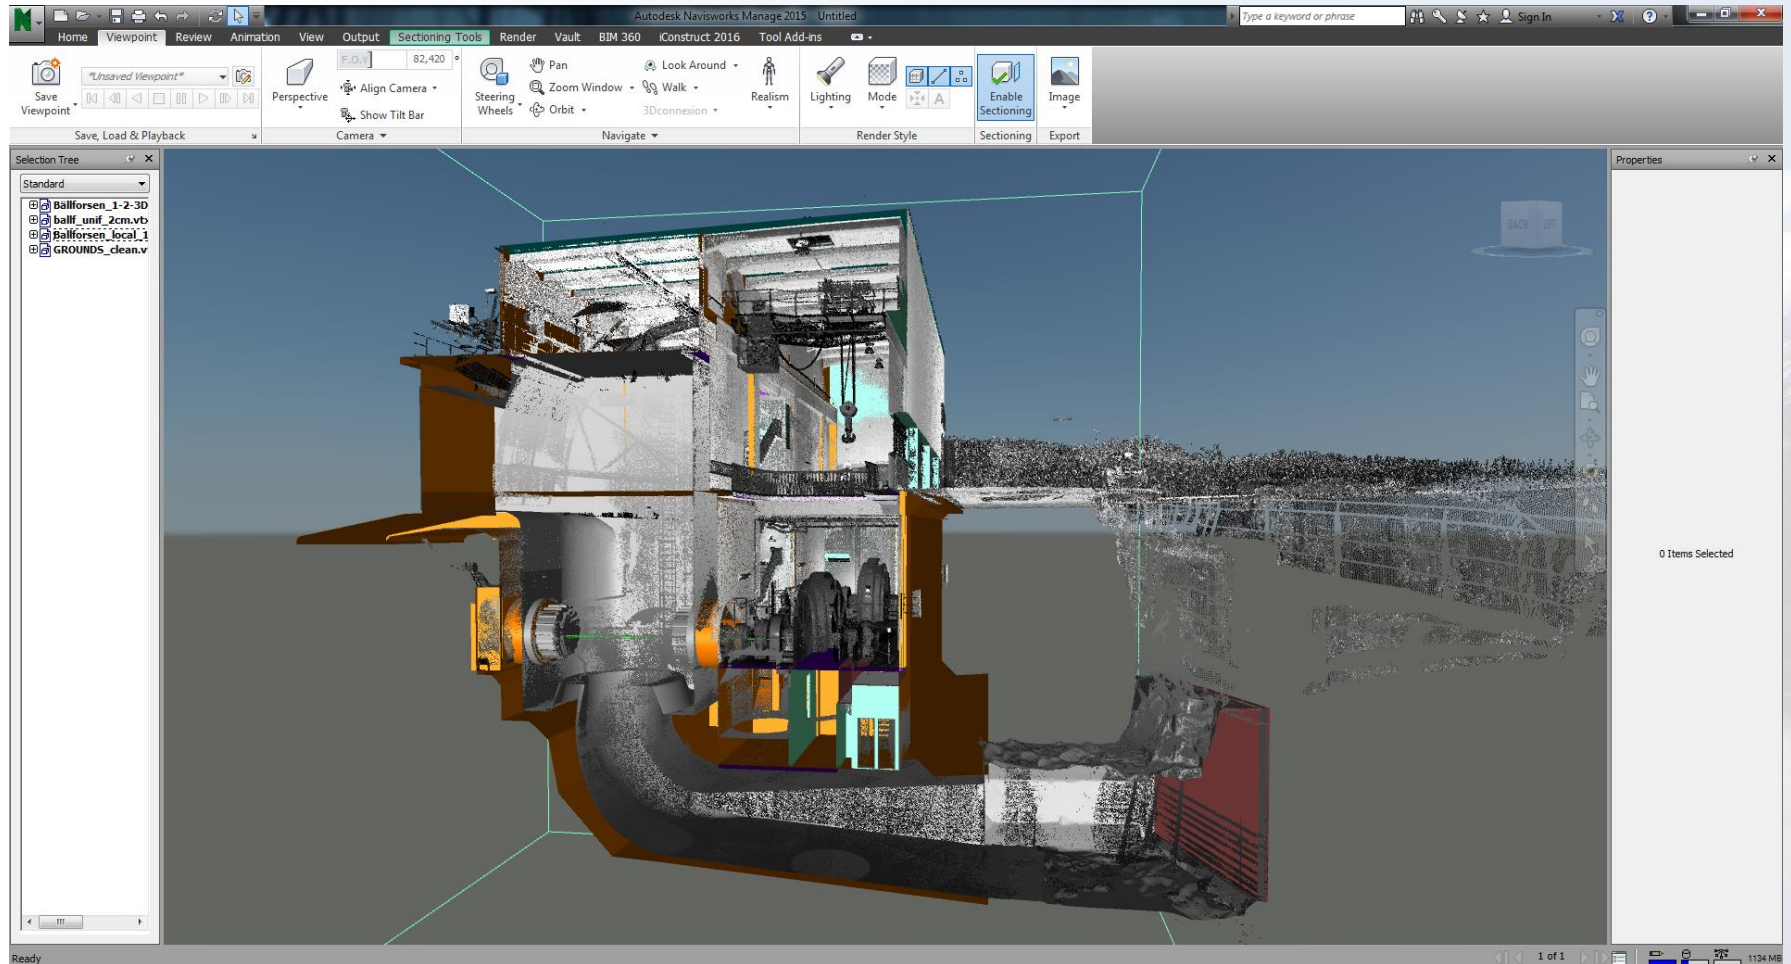 Autodesk Navisworks Manage 2015 Untitled
Type a keyword or phrase
Sign In
Home Viewpoint Review Animation View Output Sectioning Tools Render Vault BIM 360 iConstruct 2016 Tool Add-ins
Save Viewpoint
*Unsaved Viewpoint*
Save, Load & Playback
Perspective
F.O.V 82,420 °
Align Camera
Show Tilt Bar
Camera
Steering Wheels
Pan
Zoom Window
Orbit
Look Around
Walk
3Dconnexion
Realism
Navigate
Lighting
Mode
A
Render Style
Enable Sectioning
Sectioning
Image
Export
Selection Tree
Standard
Bällforsen_1-2-3D
ballf_unif_2cm.vt
Ballforsen_local_1
GROUNDS_clean.v
BACK LEFT
Properties
0 Items Selected
Ready
1 of 1
1134 MB